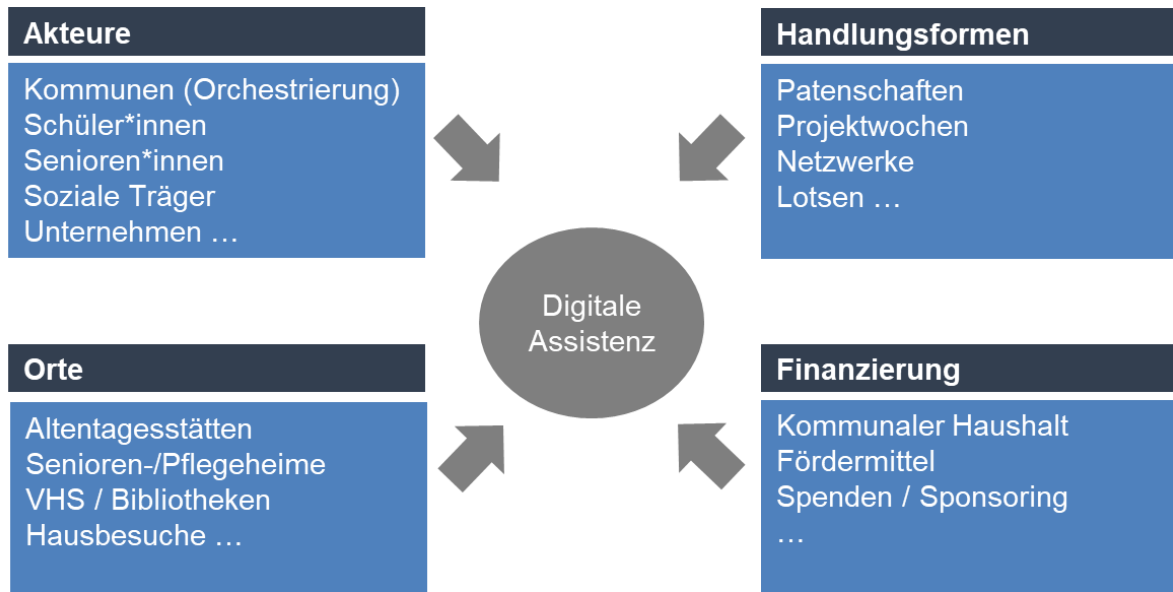 Akteure
Kommunen (Orchestrierung)
Schüler*innen
Senioren*innen
Soziale Träger
Unternehmen …
Handlungsformen
Patenschaften
Projektwochen
Netzwerke
Lotsen …
Digitale
Assistenz
Orte
Altentagesstätten
Senioren-/Pflegeheime
VHS / Bibliotheken
Hausbesuche …
Finanzierung
Kommunaler Haushalt
Fördermittel
Spenden / Sponsoring
…